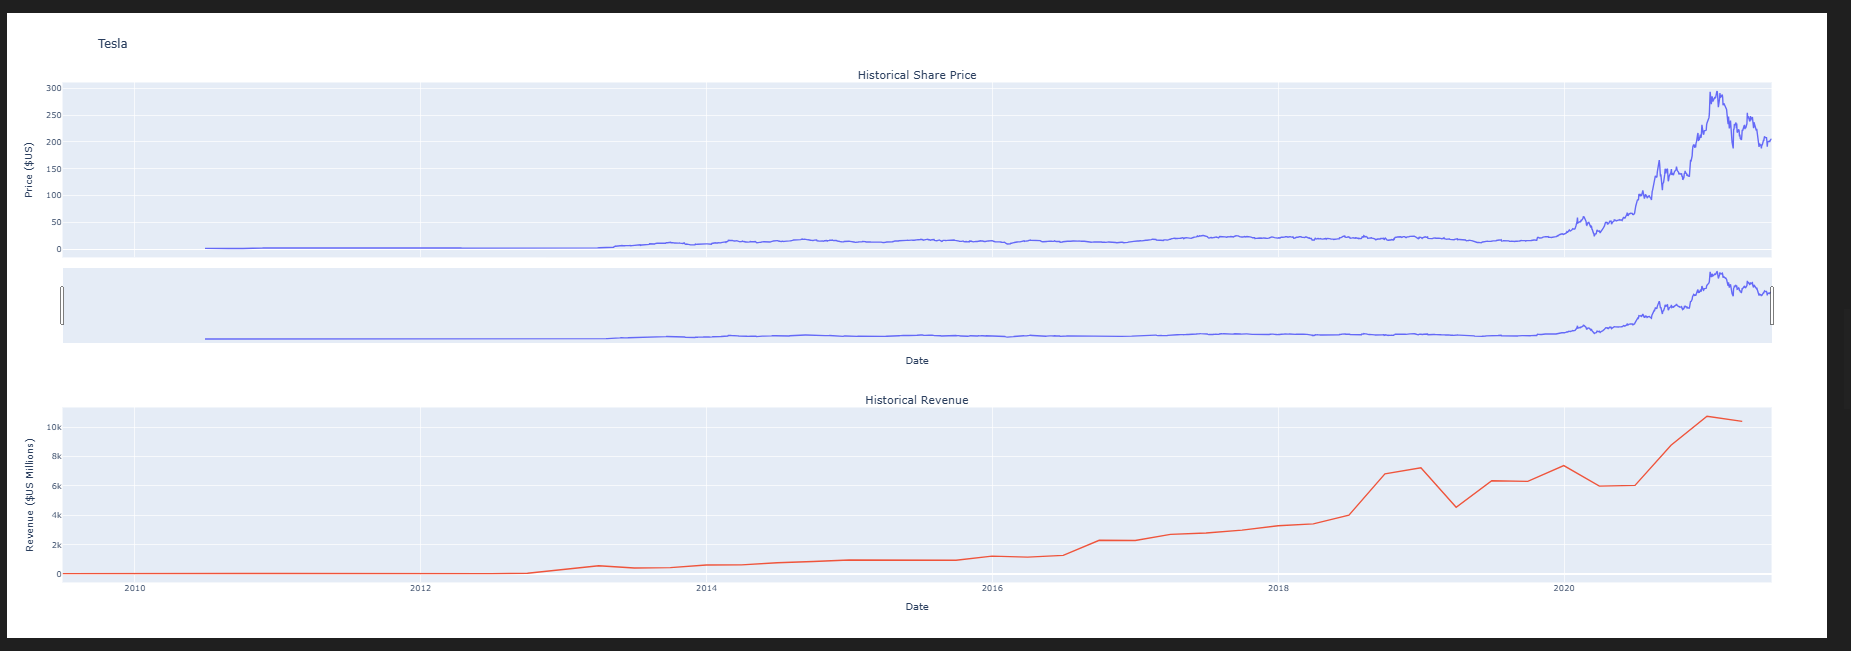 Tesla
Historical Share Price
300
250
200
150
100
50
0
Price ($US)
Date
Historical Revenue
10k
8k
6k
4k
2k
0
Revenue ($US Millions)
2010 2012 2014 2016 2018 2020
Date